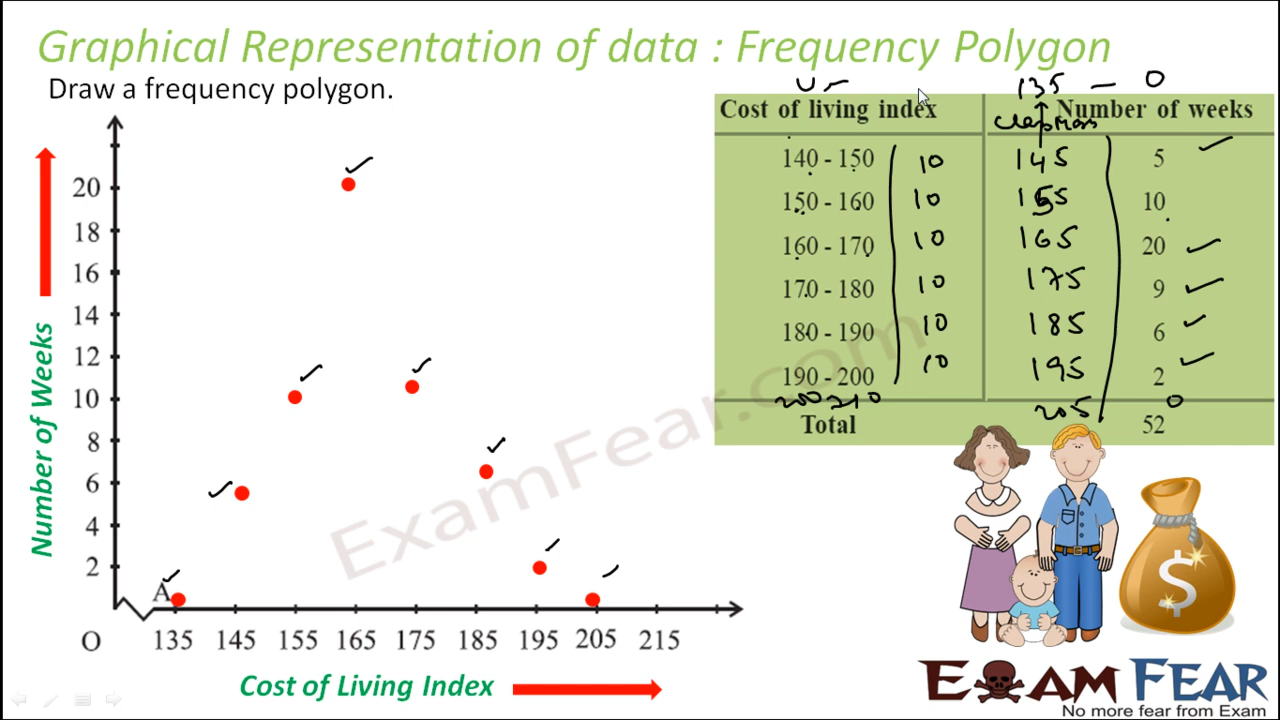 Graphical Representation of data : Frequency Polygon
Draw a frequency polygon.
135 — 0
Cost of living index Number of weeks
140 - 150 10 145 5
150 - 160 10 155 10
160 - 170 10 165 20
170 - 180 10 175 9
180 - 190 10 185 6
190 - 200 10 195 2
200 210 205 0
Total 52
Number of Weeks
20
18
16
14
12
10
8
6
4
2
A
O 135 145 155 165 175 185 195 205 215
Cost of Living Index
ExamFear.com
$
EXAM FEAR
No more fear from Exam